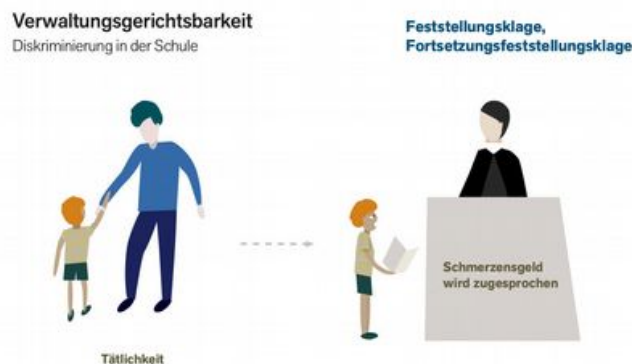 Verwaltungsgerichtsbarkeit
Diskriminierung in der Schule
Feststellungsklage,
Fortsetzungsfeststellungsklage
Schmerzensgeld
wird zugesprochen
Tätlichkeit